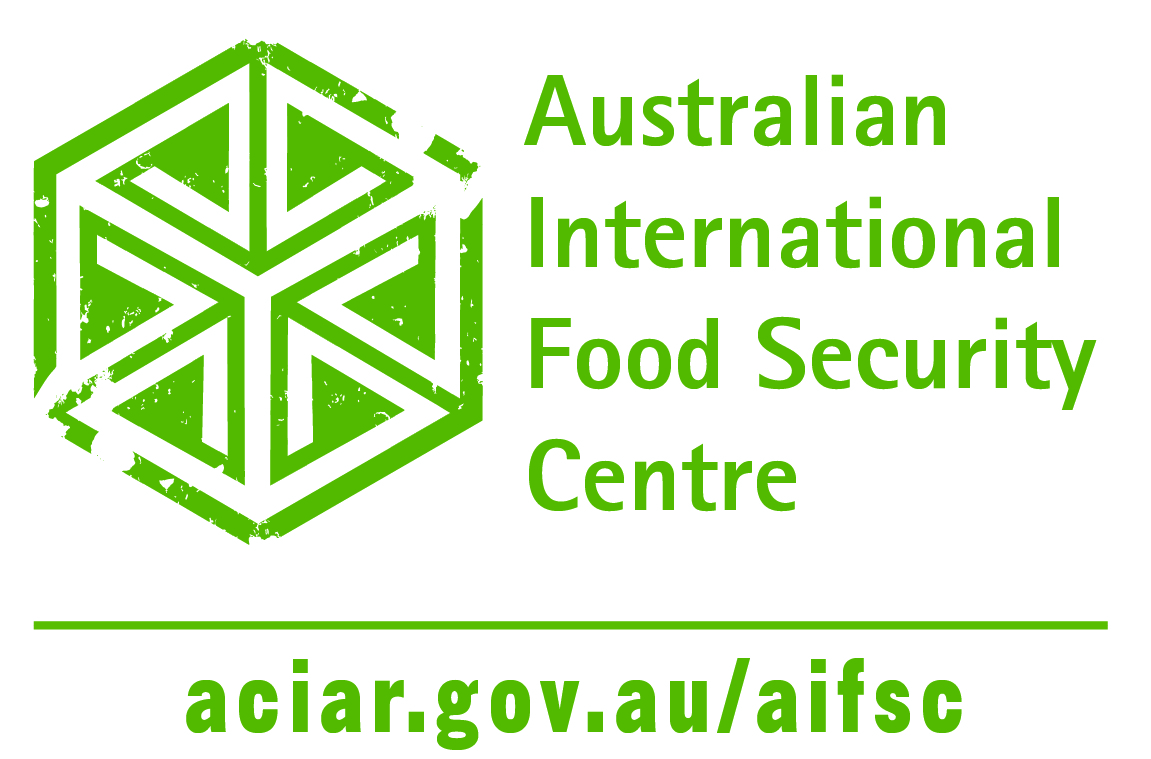 Australian
International
Food Security
Centre
aciar.gov.au/aifsc